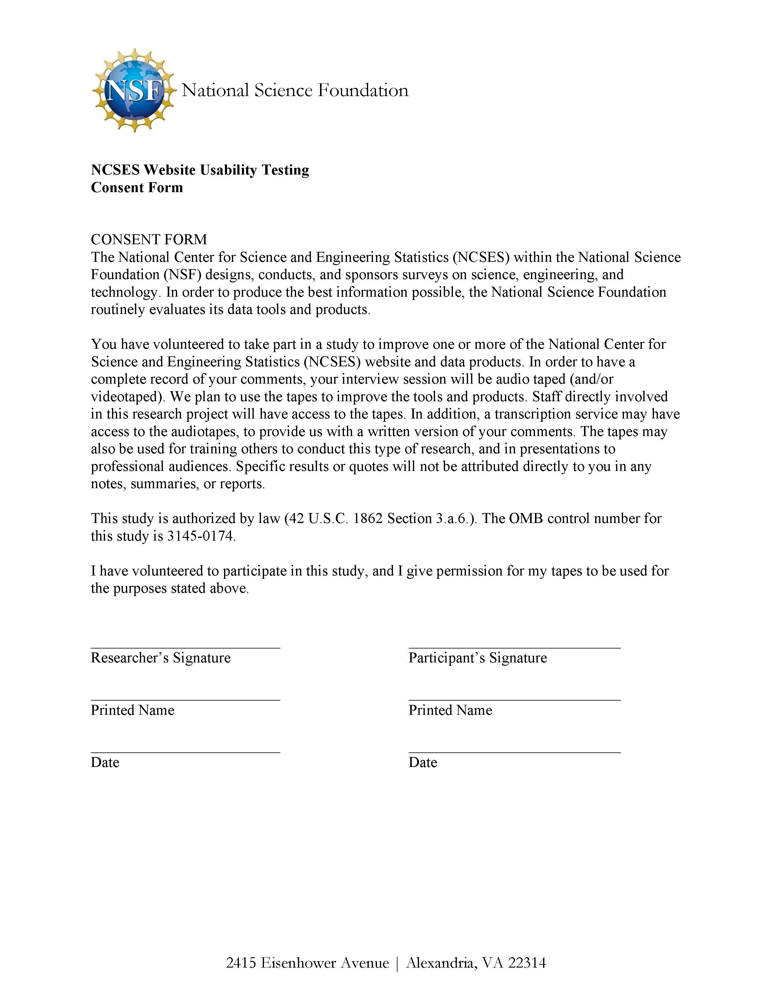 NSF
National Science Foundation
NCSES Website Usability Testing
Consent Form
CONSENT FORM
The National Center for Science and Engineering Statistics (NCSES) within the National Science
Foundation (NSF) designs, conducts, and sponsors surveys on science, engineering, and
technology. In order to produce the best information possible, the National Science Foundation
routinely evaluates its data tools and products.
You have volunteered to take part in a study to improve one or more of the National Center for
Science and Engineering Statistics (NCSES) website and data products. In order to have a
complete record of your comments, your interview session will be audio taped (and/or
videotaped). We plan to use the tapes to improve the tools and products. Staff directly involved
in this research project will have access to the tapes. In addition, a transcription service may have
access to the audiotapes, to provide us with a written version of your comments. The tapes may
also be used for training others to conduct this type of research, and in presentations to
professional audiences. Specific results or quotes will not be attributed directly to you in any
notes, summaries, or reports.
This study is authorized by law (42 U.S.C. 1862 Section 3.a.6.). The OMB control number for
this study is 3145-0174.
I have volunteered to participate in this study, and I give permission for my tapes to be used for
the purposes stated above.
Researcher’s Signature
Participant’s Signature
Printed Name
Printed Name
Date
Date
2415 Eisenhower Avenue | Alexandria, VA 22314